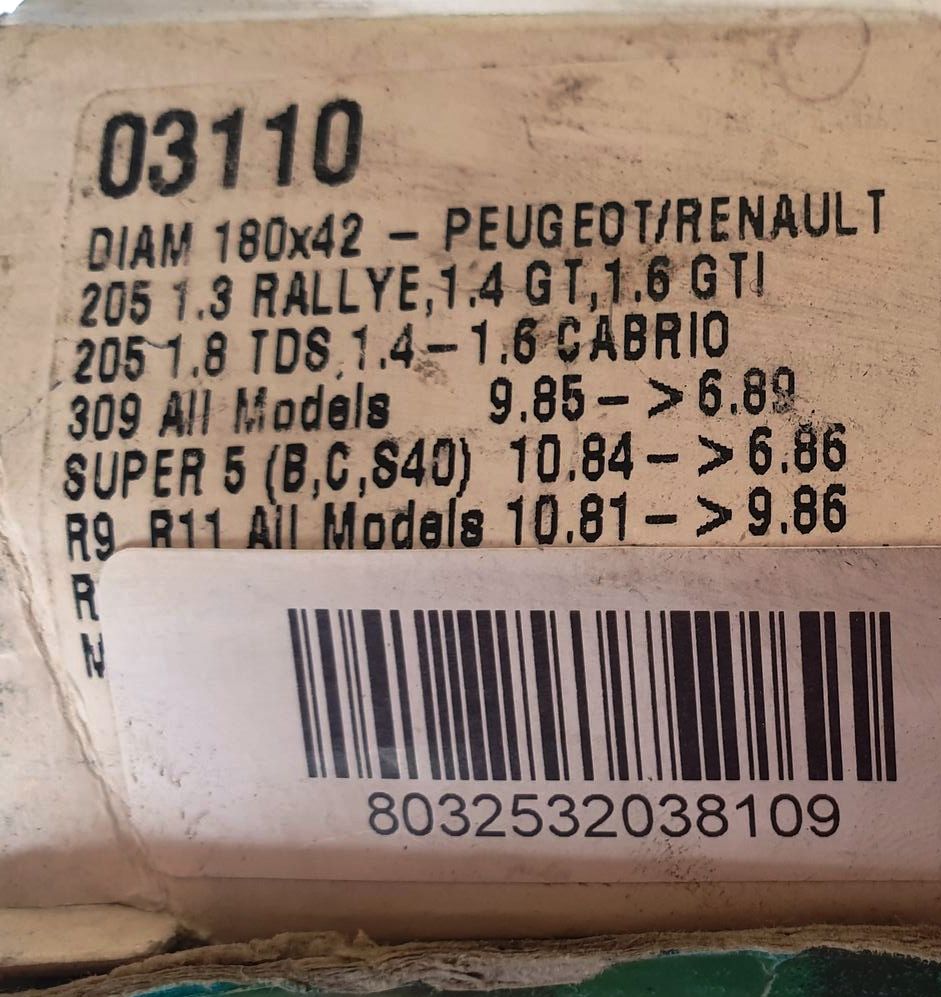 03110
DIAM 180x42 - PEUGEOT/RENAULT
205 1.3 RALLYE,1.4 GT,1.6 GTI
205 1.8 TDS, 1.4-1.6 CABRIO
309 All Models 9.85-> 6.89
SUPER 5 (B,C,S40) 10.84-> 6.86
R9 R11 All Models 10.81-> 9.86
R
N
8032532038109